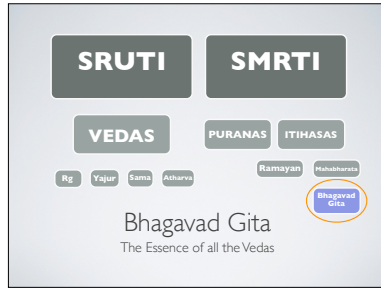 SRUTI SMRTI
VEDAS PURANAS ITIHASAS
Rg Yajur Sama Atharva Ramayan Mahabharata
Bhagavad
Gita
Bhagavad Gita
The Essence of all the Vedas